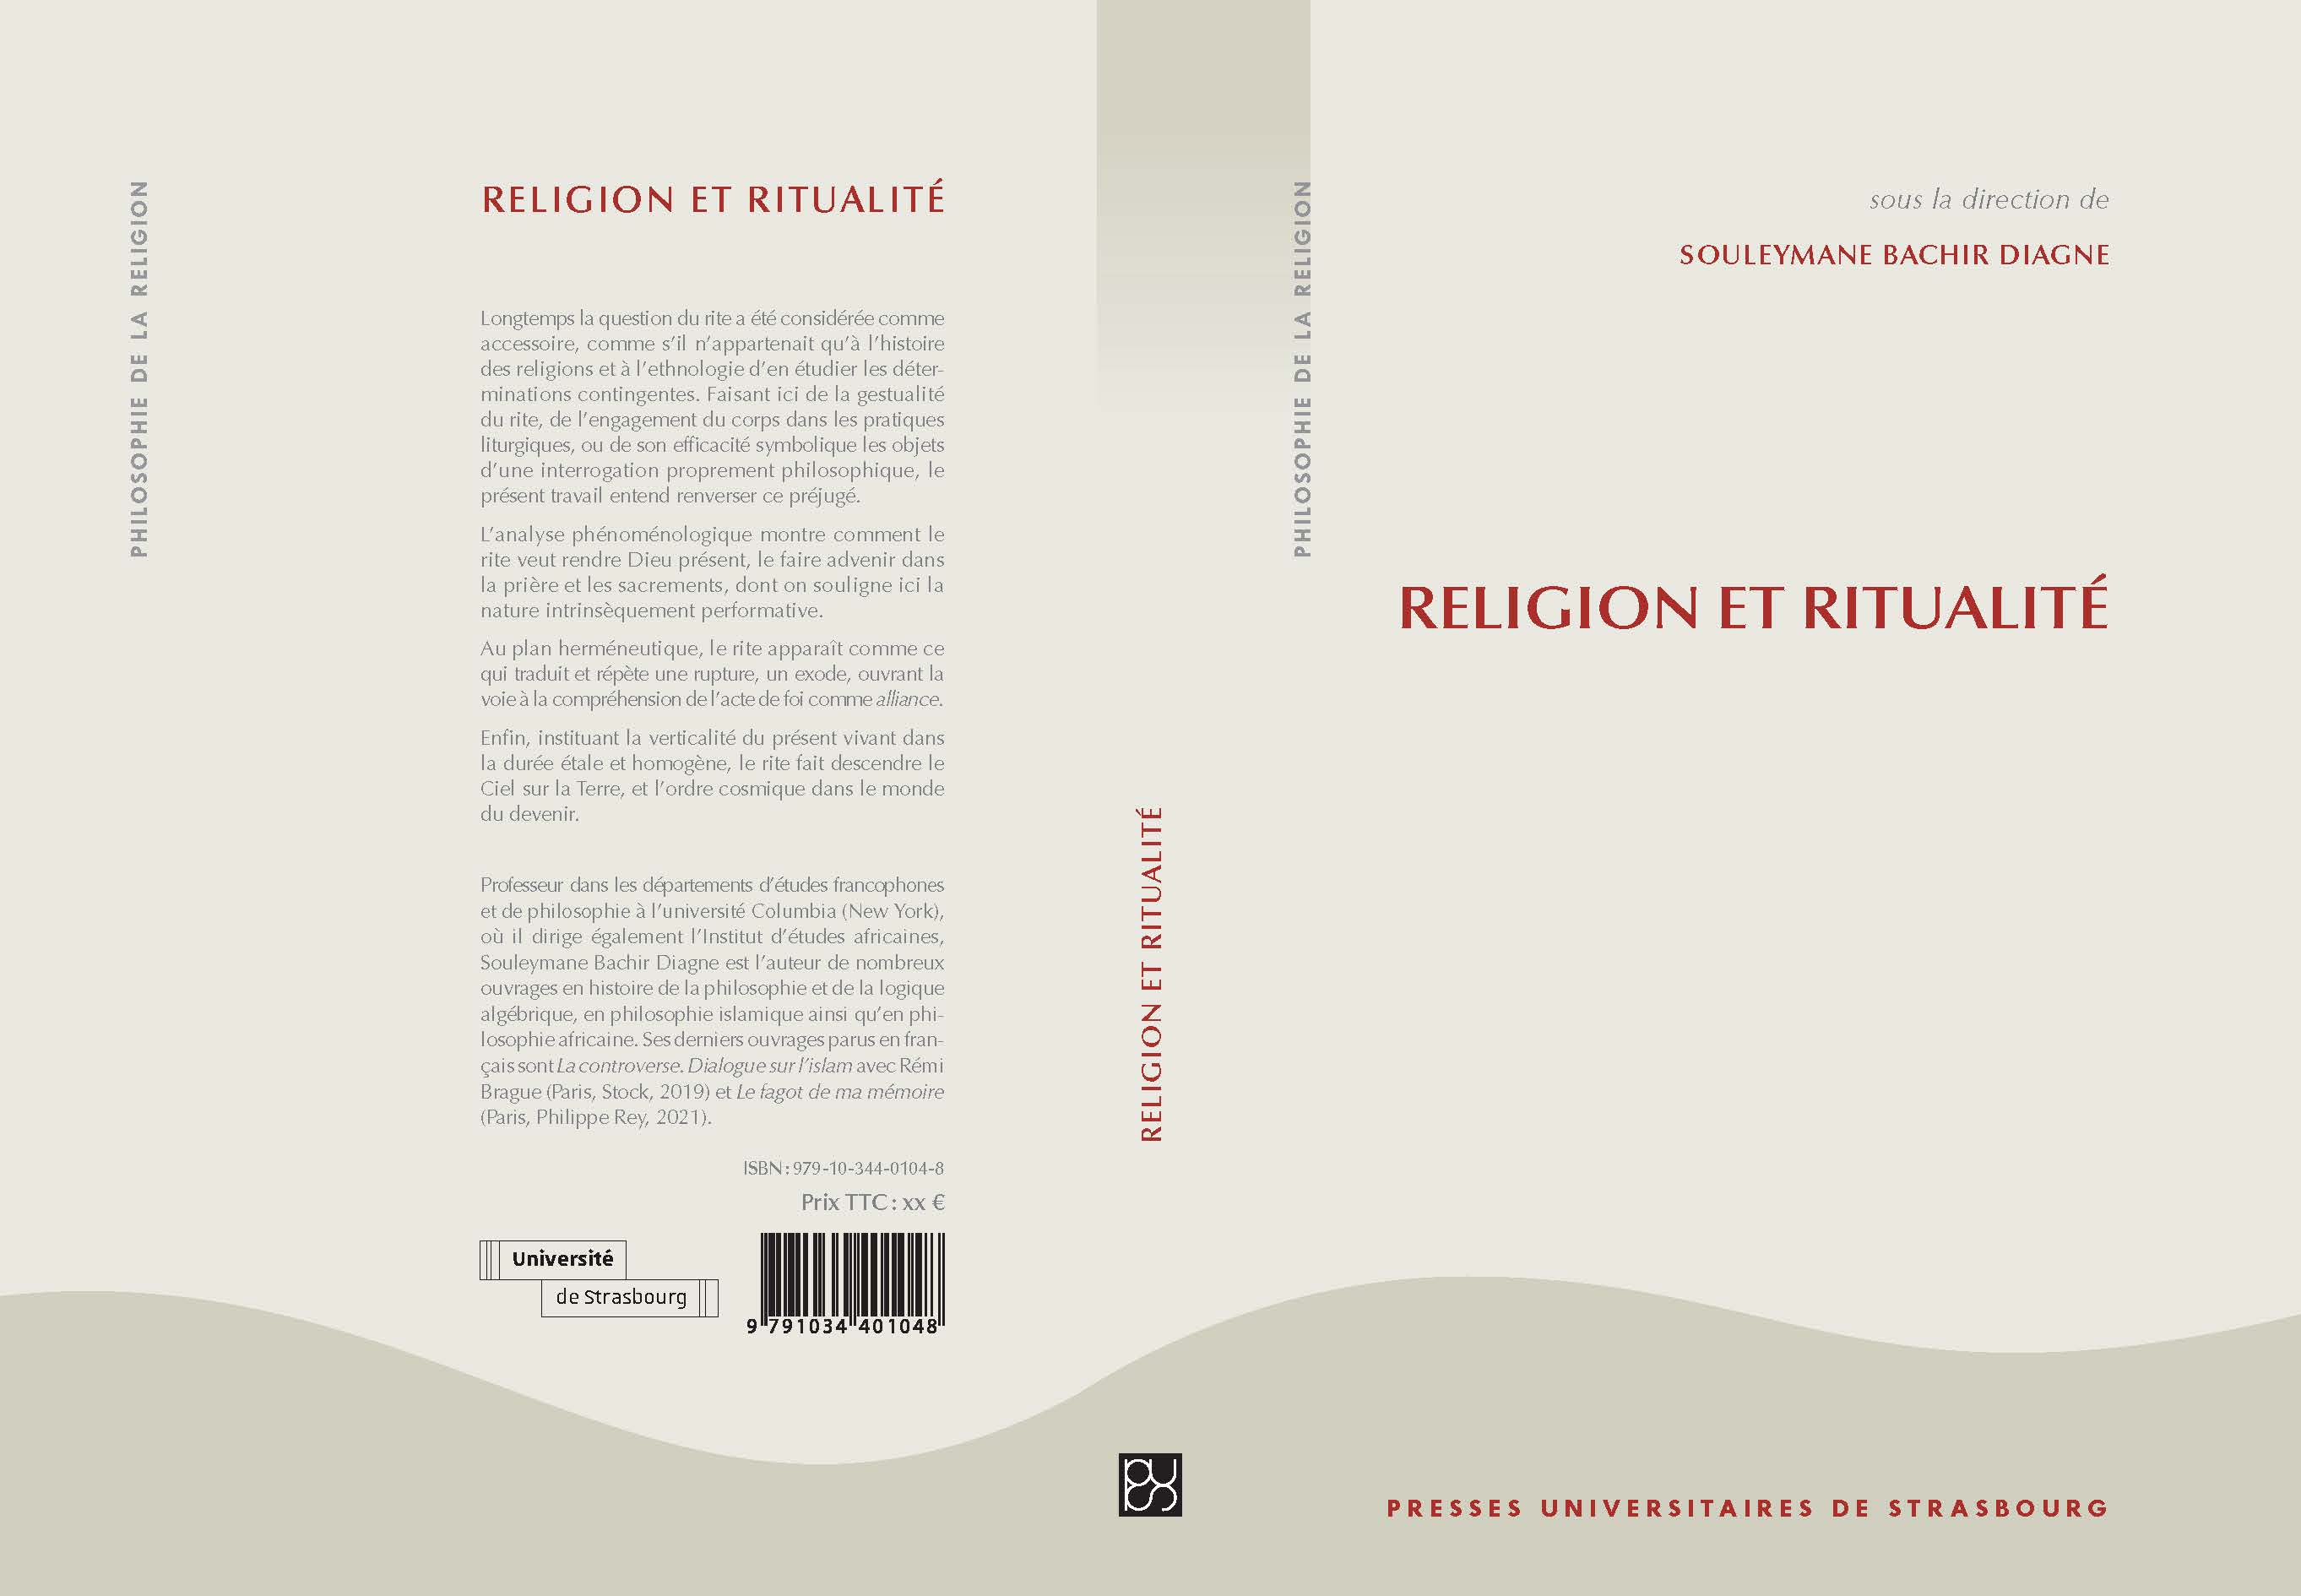 PHILOSOPHIE DE LA RELIGION
RELIGION ET RITUALITÉ
Longtemps la question du rite a été considérée comme
accessoire, comme s’il n’appartenait qu’à l’histoire
des religions et à l’ethnologie d’en étudier les déter-
minations contingentes. Faisant ici de la gestualité
du rite, de l’engagement du corps dans les pratiques
liturgiques, ou de son efficacité symbolique les objets
d’une interrogation proprement philosophique, le
présent travail entend renverser ce préjugé.
L’analyse phénoménologique montre comment le
rite veut rendre Dieu présent, le faire advenir dans
la prière et les sacrements, dont on souligne ici la
nature intrinsèquement performative.
Au plan herméneutique, le rite apparaît comme ce
qui traduit et répète une rupture, un exode, ouvrant la
voie à la compréhension de l’acte de foi comme alliance.
Enfin, instituant la verticalité du présent vivant dans
la durée étale et homogène, le rite fait descendre le
Ciel sur la Terre, et l’ordre cosmique dans le monde
du devenir.
Professeur dans les départements d’études francophones
et de philosophie à l’université Columbia (New York),
où il dirige également l’Institut d’études africaines,
Souleymane Bachir Diagne est l’auteur de nombreux
ouvrages en histoire de la philosophie et de la logique
algébrique, en philosophie islamique ainsi qu’en phi-
losophie africaine. Ses derniers ouvrages parus en fran-
çais sont La controverse. Dialogue sur l’islam avec Rémi
Brague (Paris, Stock, 2019) et Le fagot de ma mémoire
(Paris, Philippe Rey, 2021).
ISBN : 979-10-344-0104-8
Prix TTC : xx €
Université
de Strasbourg
9 791034 401048
RELIGION ET RITUALITÉ
pus
PHILOSOPHIE DE LA RELIGION
sous la direction de
SOULEYMANE BACHIR DIAGNE
RELIGION ET RITUALITÉ
PRESSES UNIVERSITAIRES DE STRASBOURG